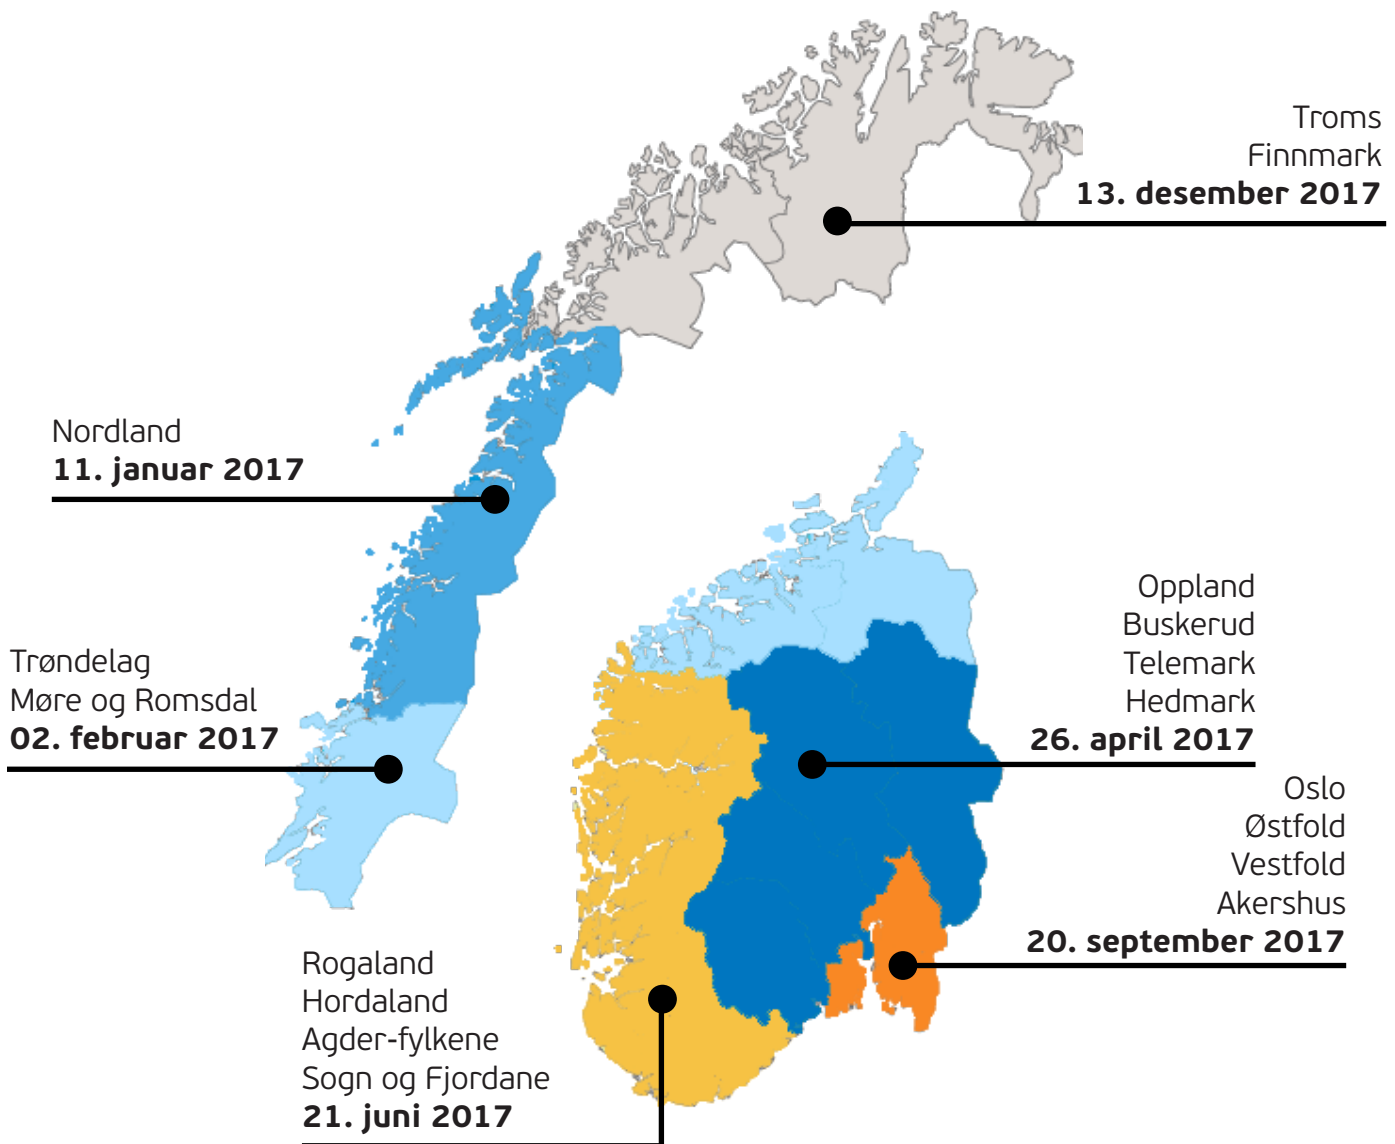 Troms
Finnmark
13. desember 2017
Nordland
11. januar 2017
Trøndelag
Møre og Romsdal
02. februar 2017
Oppland
Buskerud
Telemark
Hedmark
26. april 2017
Oslo
Østfold
Vestfold
Akershus
20. september 2017
Rogaland
Hordaland
Agder-fylkene
Sogn og Fjordane
21. juni 2017